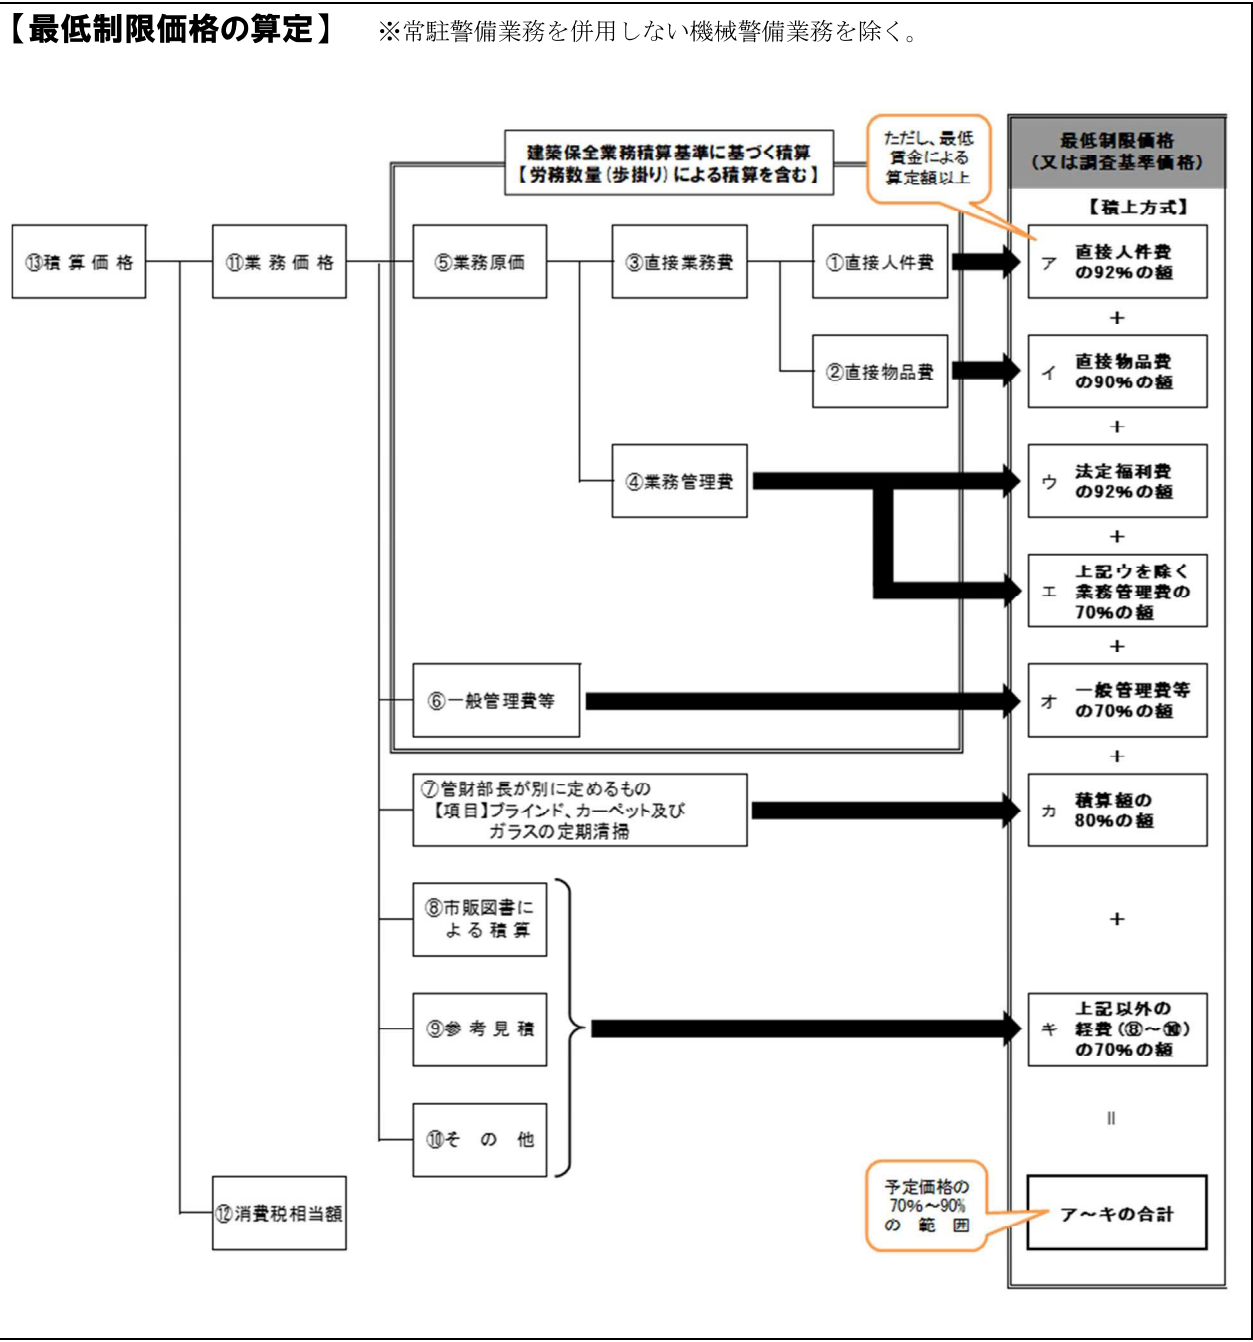 【最低制限価格の算定】 ※常駐警備業務を併用しない機械警備業務を除く。
建築保全業務積算基準に基づく積算
【労務数量(歩掛り)による積算を含む】
ただし、最低
賃金による
算定額以上
最低制限価格
(又は調査基準価格)
【積上方式】
⑬積算価格
⑪業務価格
⑤業務原価
③直接業務費
①直接人件費
ア 直接人件費
の92%の額
+
②直接物品費
イ 直接物品費
の90%の額
+
④業務管理費
ウ 法定福利費
の92%の額
+
エ 上記ウを除く
業務管理費の
70%の額
+
⑥一般管理費等
オ 一般管理費等
の70%の額
+
⑦管財部長が別に定めるもの
【項目】ブラインド、カーペット及び
ガラスの定期清掃
カ 積算額の
80%の額
+
⑧市販図書に
よる積算
⑨参考見積
⑩その他
キ 上記以外の
経費(⑧～⑩)
の70%の額
=
⑫消費税相当額
予定価格の
70%～90%
の範囲
ア～キの合計